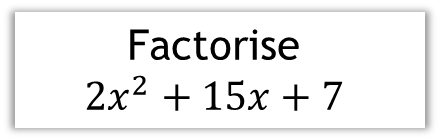 Factorise
2x² + 15x + 7